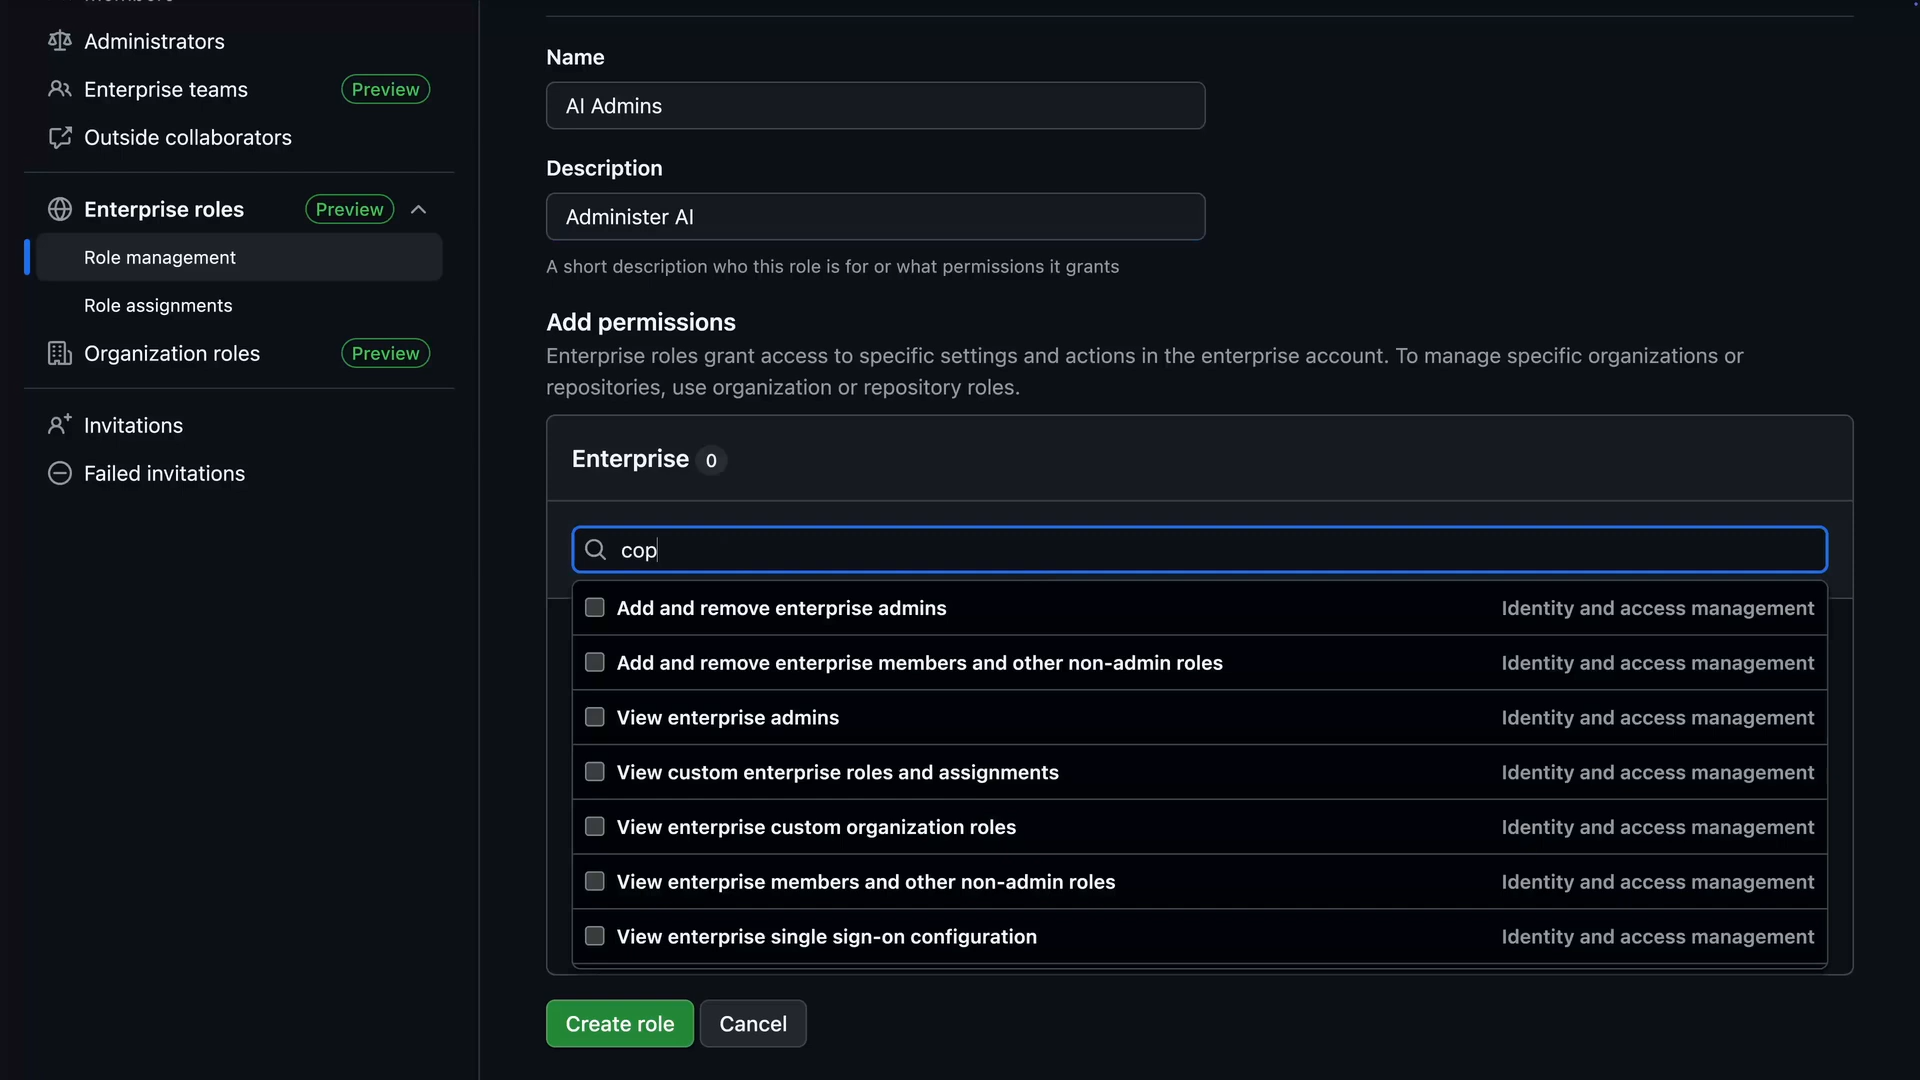 Administrators
Enterprise teams
Preview
Outside collaborators
Enterprise roles
Preview
Role management
Role assignments
Organization roles
Preview
Invitations
Failed invitations
Name
AI Admins
Description
Administer AI
A short description who this role is for or what permissions it grants
Add permissions
Enterprise roles grant access to specific settings and actions in the enterprise account. To manage specific organizations or
repositories, use organization or repository roles.
Enterprise 0
cop
Add and remove enterprise admins Identity and access management
Add and remove enterprise members and other non-admin roles Identity and access management
View enterprise admins Identity and access management
View custom enterprise roles and assignments Identity and access management
View enterprise custom organization roles Identity and access management
View enterprise members and other non-admin roles Identity and access management
View enterprise single sign-on configuration Identity and access management
Create role
Cancel